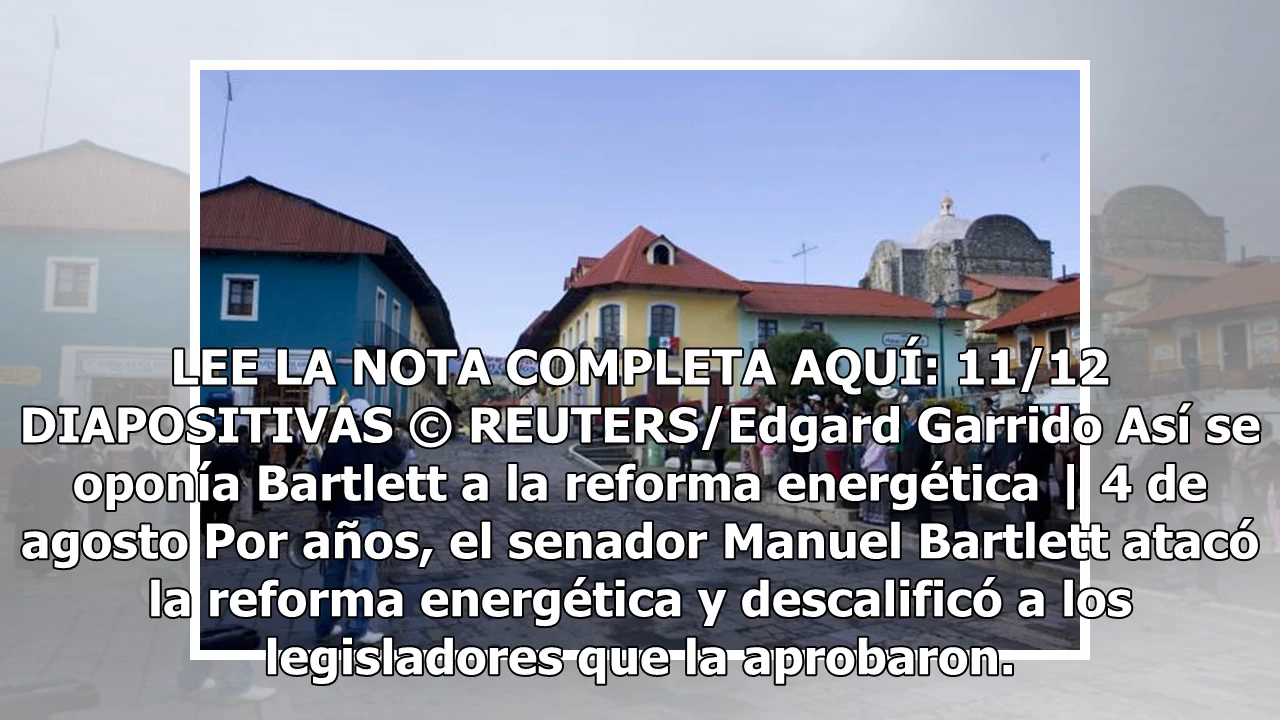 LEE LA NOTA COMPLETA AQUÍ: 11/12
DIAPOSITIVAS © REUTERS/Edgard Garrido Así se
oponía Bartlett a la reforma energética | 4 de
agosto Por años, el senador Manuel Bartlett atacó
la reforma energética y descalificó a los
legisladores que la aprobaron.